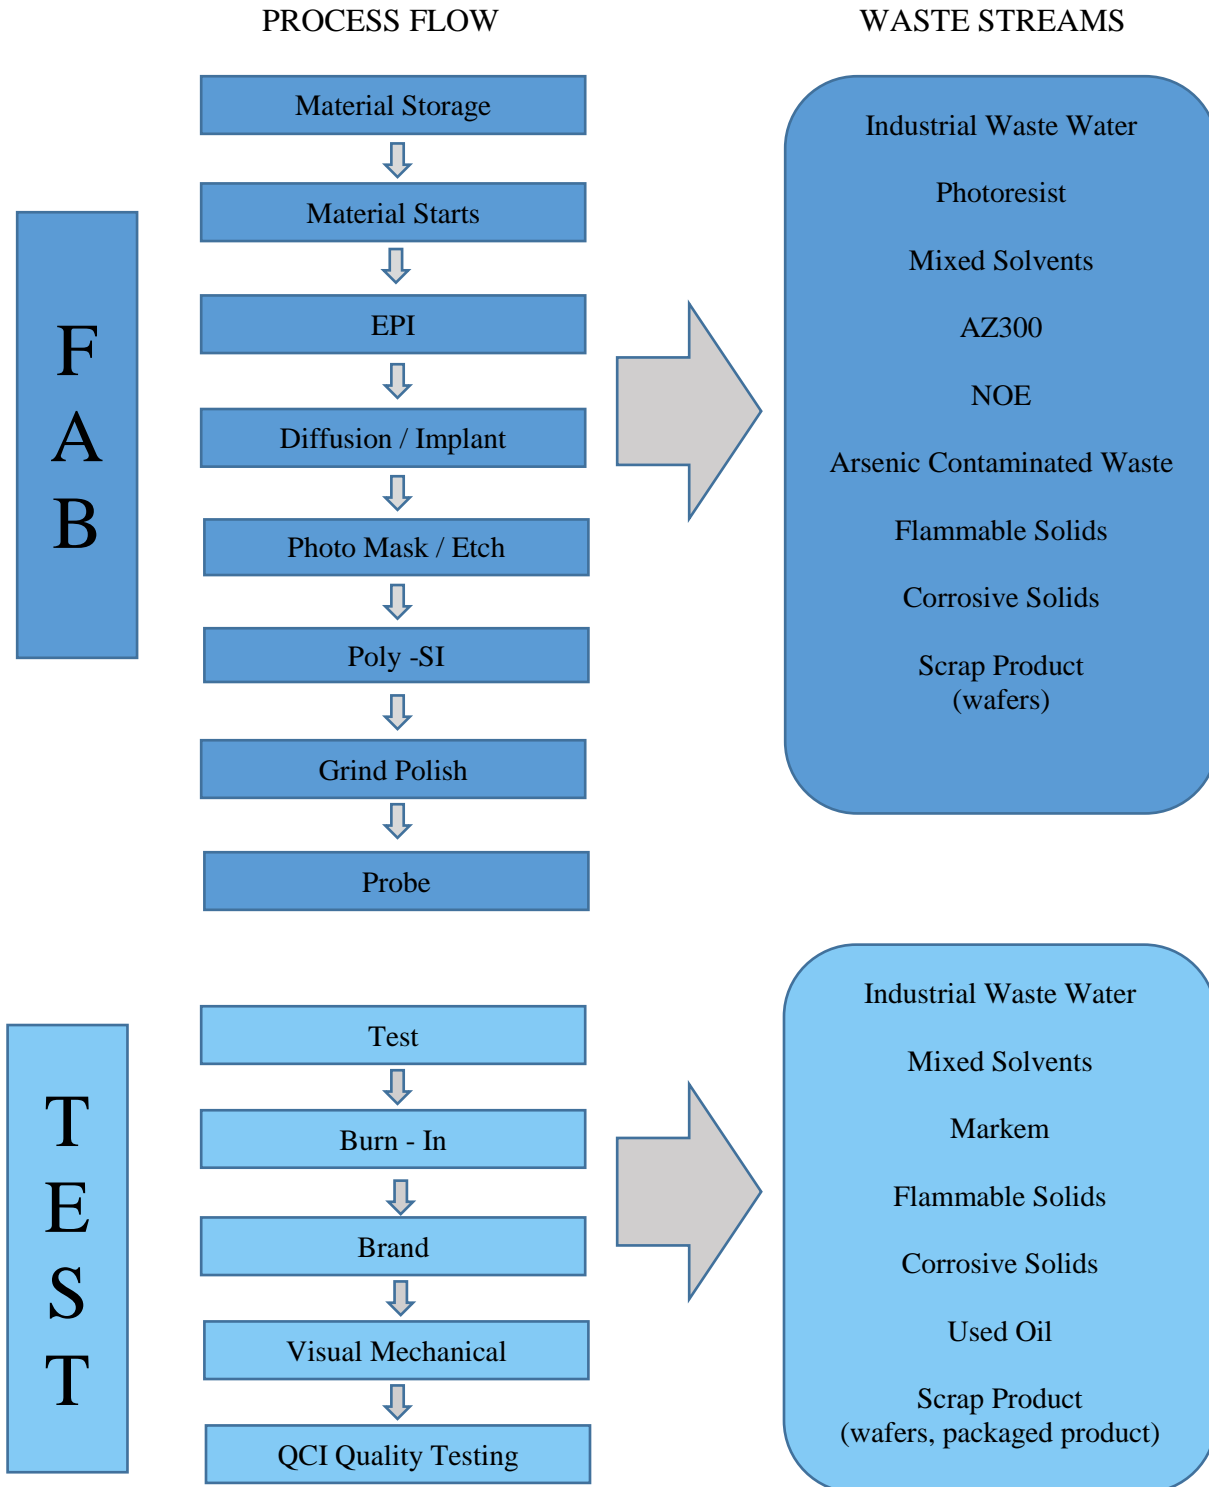 PROCESS FLOW
WASTE STREAMS
F
A
B
Material Storage
Material Starts
EPI
Diffusion / Implant
Photo Mask / Etch
Poly -SI
Grind Polish
Probe
Industrial Waste Water
Photoresist
Mixed Solvents
AZ300
NOE
Arsenic Contaminated Waste
Flammable Solids
Corrosive Solids
Scrap Product
(wafers)
T
E
S
T
Test
Burn - In
Brand
Visual Mechanical
QCI Quality Testing
Industrial Waste Water
Mixed Solvents
Markem
Flammable Solids
Corrosive Solids
Used Oil
Scrap Product
(wafers, packaged product)